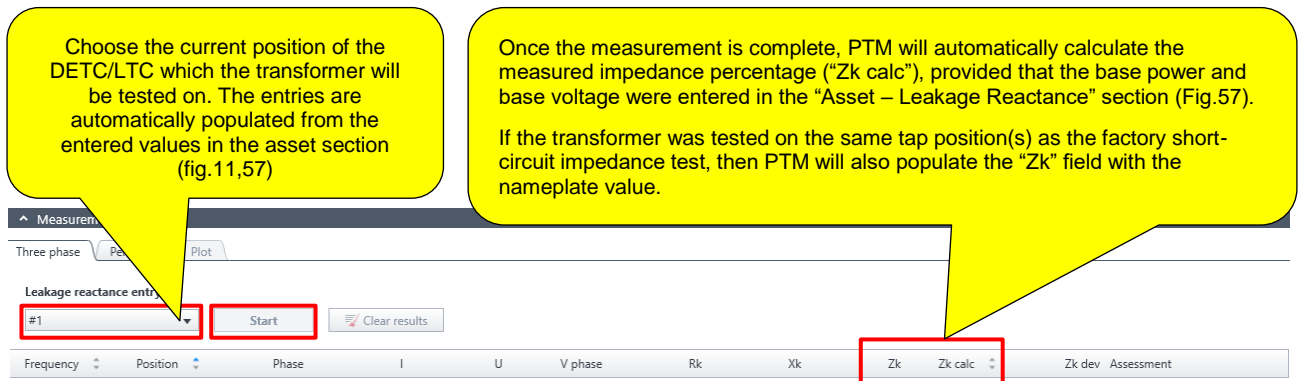 Choose the current position of the
DETC/LTC which the transformer will
be tested on. The entries are
automatically populated from the
entered values in the asset section
(fig.11,57)
Once the measurement is complete, PTM will automatically calculate the
measured impedance percentage (“Zk calc”), provided that the base power and
base voltage were entered in the “Asset – Leakage Reactance” section (Fig.57).
If the transformer was tested on the same tap position(s) as the factory short-
circuit impedance test, then PTM will also populate the “Zk” field with the
nameplate value.
Three phase Plot
Leakage reactance entry
#1 Start Clear results
Frequency Position Phase I U V phase Rk Xk Zk Zk calc Zk dev Assessment